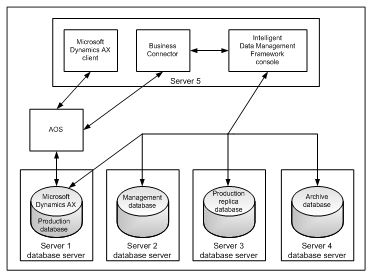 Microsoft
Dynamics AX
client
Business
Connector
Intelligent
Data Management
Framework
console
Server 5
AOS
Microsoft
Dynamics AX
Production
database
Management
database
Production
replica
database
Archive
database
Server 1
database server
Server 2
database server
Server 3
database server
Server 4
database server